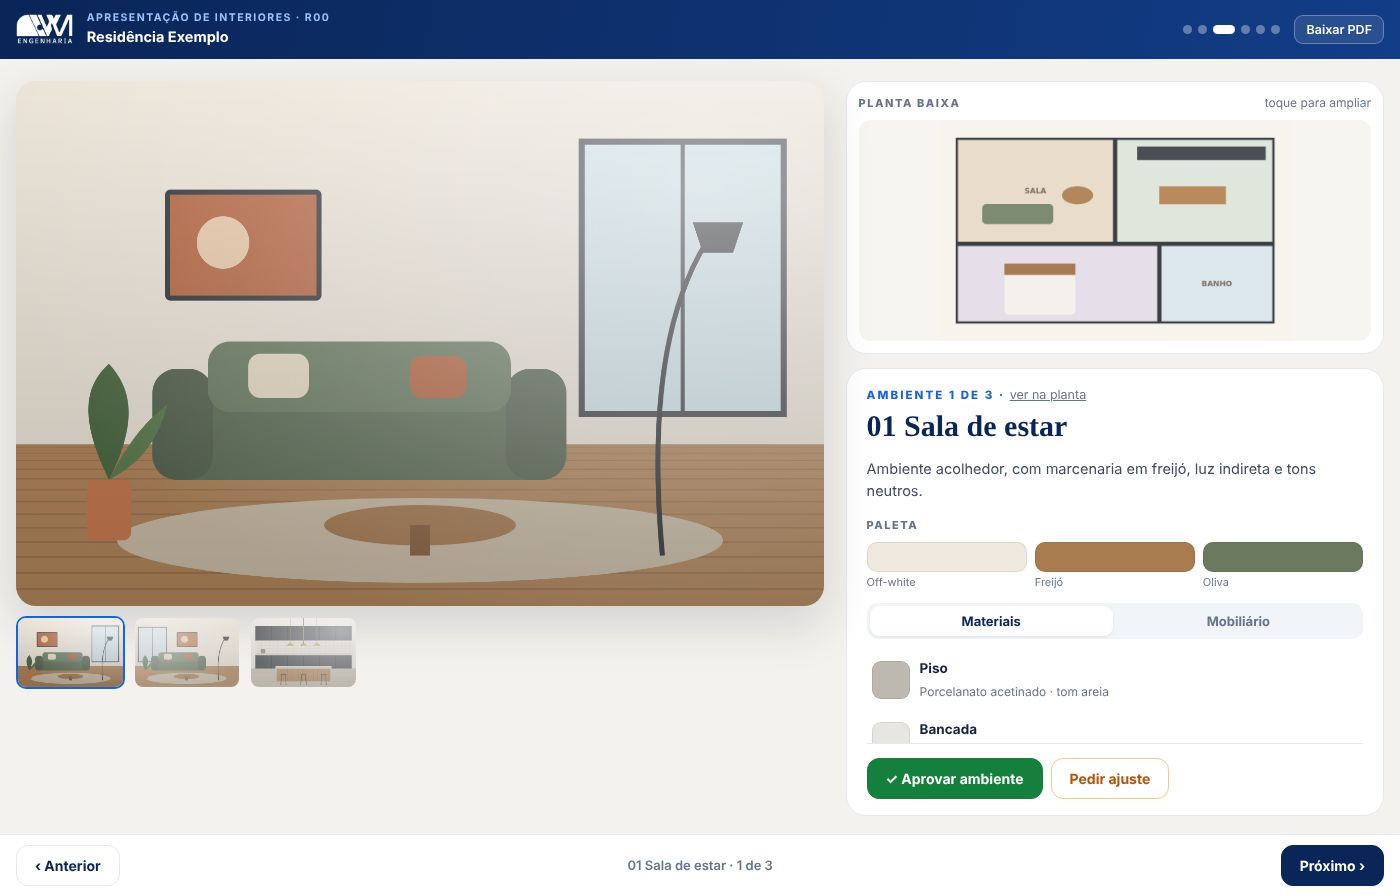 AWM
ENGENHARIA
APRESENTAÇÃO DE INTERIORES · R00
Residência Exemplo
Baixar PDF
PLANTA BAIXA
toque para ampliar
SALA
BANHO
AMBIENTE 1 DE 3 · ver na planta
01 Sala de estar
Ambiente acolhedor, com marcenaria em freijó, luz indireta e tons
neutros.
PALETA
Off-white
Freijó
Oliva
Materiais
Mobiliário
Piso
Porcelanato acetinado · tom areia
Bancada
✓ Aprovar ambiente
Pedir ajuste
‹ Anterior
01 Sala de estar · 1 de 3
Próximo ›